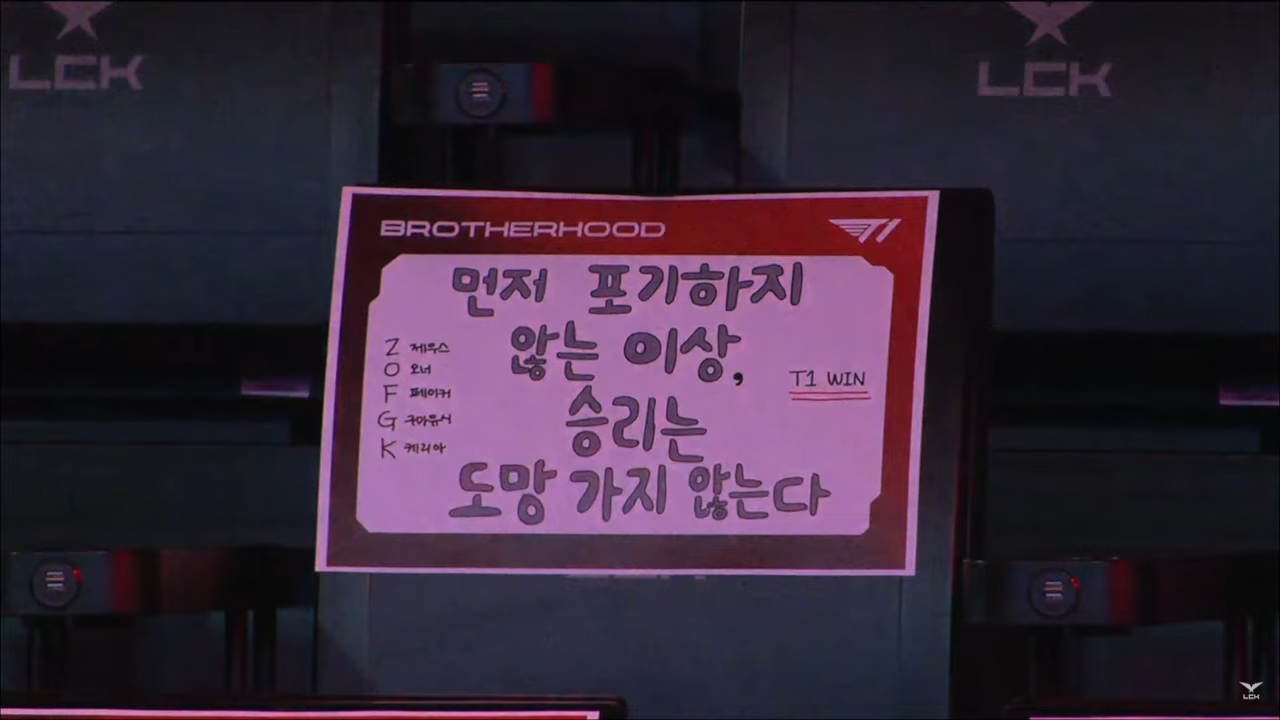 LCK
LCK
BROTHERHOOD
T1
먼저 포기하지
않는 이상,
승리는
도망 가지 않는다
Z 제우스
O 오너
F 페이커
G 구마유시
K 케리아
T1 WIN
LCK